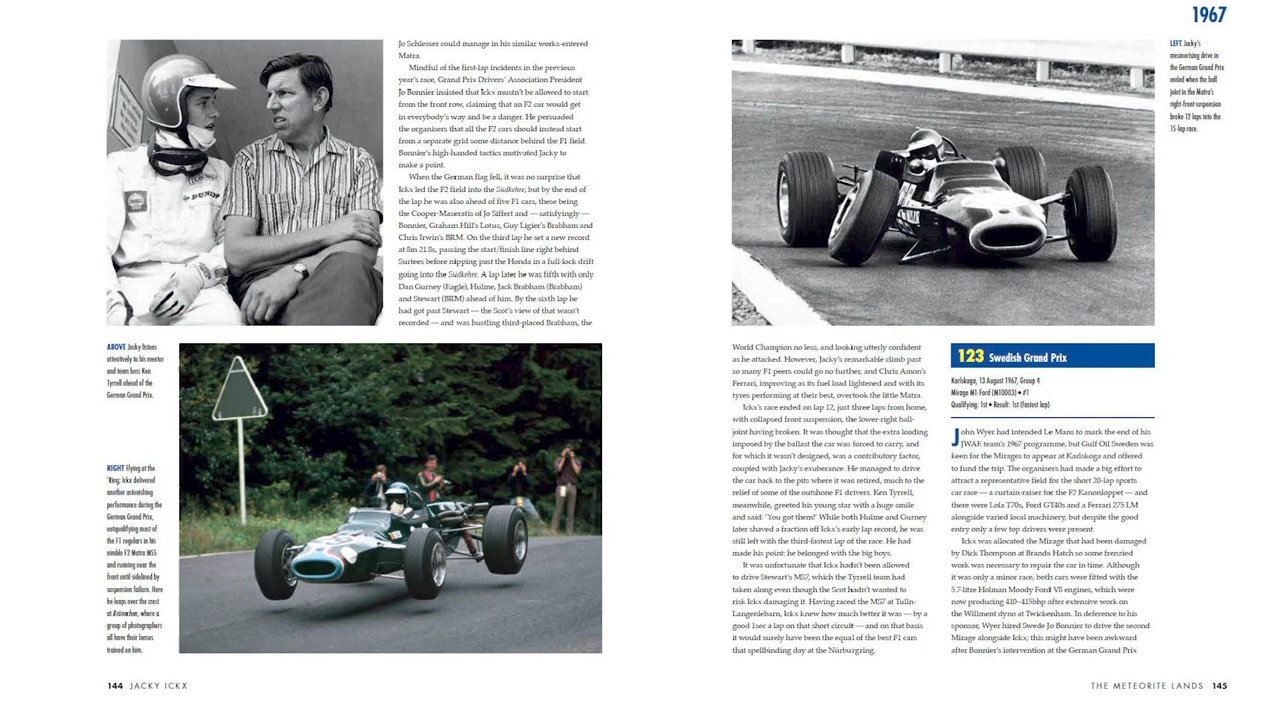 1967
Jo Schlesser could manage in his similar works-entered
Matra.
Mindful of the first-lap incidents in the previous
year's race, Grand Prix Drivers' Association President
Jo Bonnier insisted that Ickx mustn't be allowed to start
from the front row, claiming that an F2 car would get
in everybody's way and be a danger. He persuaded
the organisers that all the F2 cars should instead start
from a separate grid some distance behind the F1 field.
Bonnier's high-handed tactics motivated Jacky to
make a point.
When the German flag fell, it was no surprise that
Ickx led the F2 field into the Südkehre, but by the end of
the lap he was also ahead of five F1 cars, these being
the Cooper-Maseratis of Jo Siffert and — satisfyingly —
Bonnier, Graham Hill's Lotus, Guy Ligier's Brabham and
Chris Irwin's BRM. On the third lap he set a new record
at 8m 21.8s, passing the start/finish line right behind
Surtees before nipping past the Honda in a full-lock drift
going into the Südkehre. A lap later he was fifth with only
Dan Gurney (Eagle), Hulme, Jack Brabham (Brabham)
and Stewart (BRM) ahead of him. By the sixth lap he
had got past Stewart — the Scot's view of that wasn't
recorded — and was hustling third-placed Brabham, the
ABOVE Jacky listens
attentively to his mentor
and team boss Ken
Tyrrell ahead of the
German Grand Prix.
RIGHT Flying at the
'Ring: Ickx delivered
another astonishing
performance during the
German Grand Prix,
outqualifying most of
the F1 regulars in his
nimble F2 Matra MS5
and running near the
front until sidelined by
suspension failure. Here
he leaps over the crest
at Brünnchen, where a
group of photographers
all have their lenses
trained on him.
DUNLOP
144 JACKY ICKX
LEFT Jacky's
mesmerising drive in
the German Grand Prix
ended when the ball
joint in the Matra's
right-front suspension
broke 12 laps into the
15-lap race.
World Champion no less, and looking utterly confident
as he attacked. However, Jacky's remarkable climb past
so many F1 peers could go no further, and Chris Amon's
Ferrari, improving as its fuel load lightened and with its
tyres performing at their best, overtook the little Matra.
Ickx's race ended on lap 12, just three laps from home,
with collapsed front suspension, the lower-right ball-
joint having broken. It was thought that the extra loading
imposed by the ballast the car was forced to carry, and
for which it wasn't designed, was a contributory factor,
coupled with Jacky's exuberance. He managed to drive
the car back to the pits where it was retired, much to the
relief of some of the outshone F1 drivers. Ken Tyrrell,
meanwhile, greeted his young star with a huge smile
and said: 'You got them!' While both Hulme and Gurney
later shaved a fraction off Ickx's early lap record, he was
still left with the third-fastest lap of the race. He had
made his point: he belonged with the big boys.
It was unfortunate that Ickx hadn't been allowed
to drive Stewart's MS7, which the Tyrrell team had
taken along even though the Scot hadn't wanted to
risk Ickx damaging it. Having raced the MS7 at Tulln-
Langenlebarn, Ickx knew how much better it was — by a
good 1sec a lap on that short circuit — and on that basis
it would surely have been the equal of the best F1 cars
that spellbinding day at the Nürburgring.
123 Swedish Grand Prix
Karlskoga, 13 August 1967, Group 4
Mirage M1-Ford (M10003) • #1
Qualifying: 1st • Result: 1st (fastest lap)
John Wyer had intended Le Mans to mark the end of his
JWAE team's 1967 programme, but Gulf Oil Sweden was
keen for the Mirages to appear at Karlskoga and offered
to fund the trip. The organisers had made a big effort to
attract a representative field for the short 20-lap sports
car race — a curtain-raiser for the F2 Kanonloppet — and
there were Lola T70s, Ford GT40s and a Ferrari 275 LM
alongside varied local machinery, but despite the good
entry only a few top drivers were present.
Ickx was allocated the Mirage that had been damaged
by Dick Thompson at Brands Hatch so some frenzied
work was necessary to repair the car in time. Although
it was only a minor race, both cars were fitted with the
5.7-litre Holman Moody Ford V8 engines, which were
now producing 410–415bhp after extensive work on
the Willment dyno at Twickenham. In deference to his
sponsor, Wyer hired Swede Jo Bonnier to drive the second
Mirage alongside Ickx; this might have been awkward
after Bonnier's intervention at the German Grand Prix
THE METEORITE LANDS 145